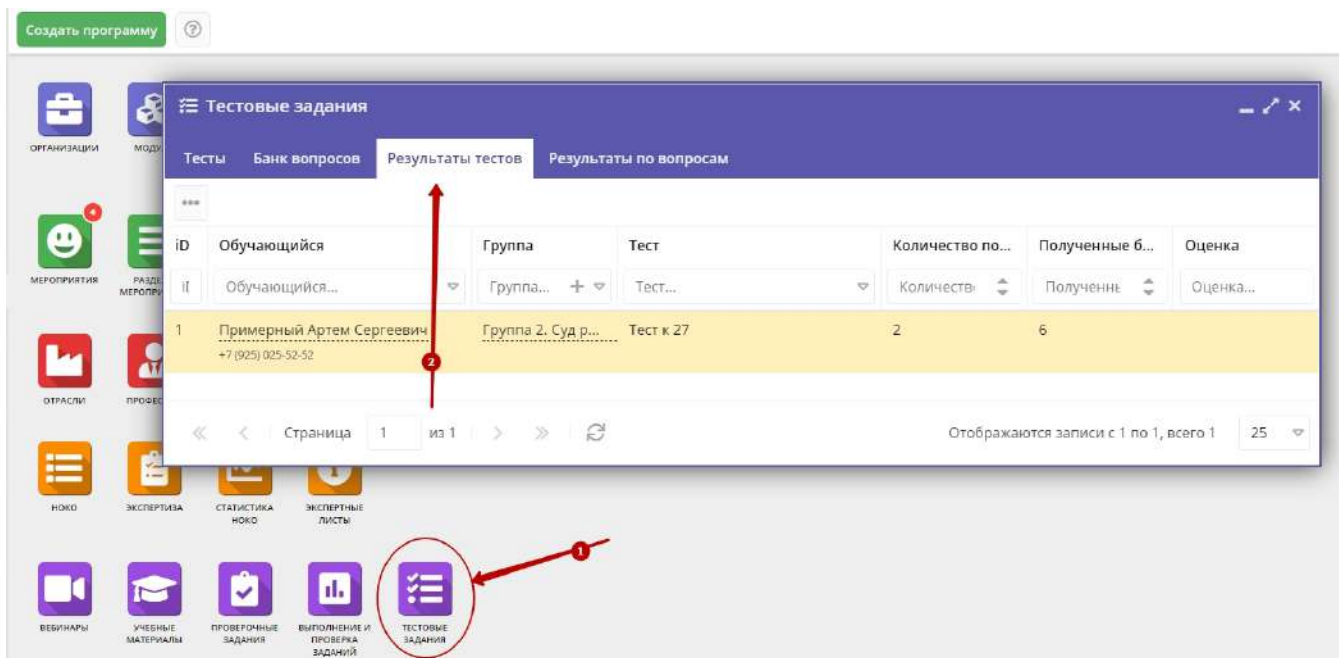 Создать программу
Тестовые задания
ОРГАНИЗАЦИИ
Тесты Банк вопросов Результаты тестов Результаты по вопросам
4
iD Обучающийся Группа Тест Количество по... Полученные б... Оценка
МЕРОПРИЯТИЯ
Обучающийся... Группа... Тест... Оценка...
1 Примерный Артем Сергеевич Группа 2. Суд р... Тест к 27 2 6
+7 (925) 025-52-52
2
ОТРАСЛИ
Страница 1 из 1 Отображаются записи с 1 по 1, всего 1 25
НОКО ЭКСПЕРТИЗА СТАТИСТИКА НОКО ЭКСПЕРТНЫЕ ЛИСТЫ
1
ВЕБИНАРЫ УЧЕБНЫЕ МАТЕРИАЛЫ ПРОВЕРОЧНЫЕ ЗАДАНИЯ ВЫПОЛНЕНИЕ И ПРОВЕРКА ЗАДАНИЙ ТЕСТОВЫЕ ЗАДАНИЯ